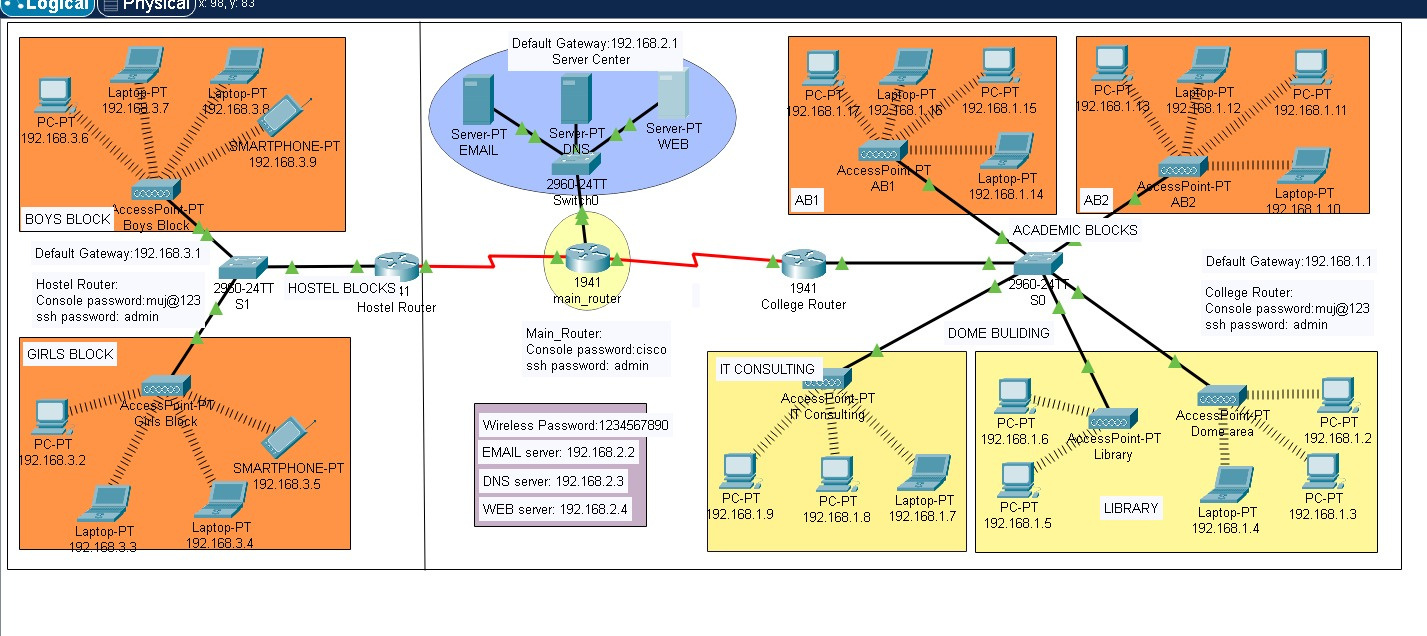 Logical
Physical
x: 98, y: 83
PC-PT
192.168.3.6
Laptop-PT
192.168.3.7
Laptop-PT
192.168.3.8
SMARTPHONE-PT
192.168.3.9
AccessPoint-PT
Boys Block
BOYS BLOCK
Default Gateway:192.168.3.1
Hostel Router:
Console password:muj@123
ssh password: admin
2960-24TT
S1
HOSTEL BLOCKS
Hostel Router
GIRLS BLOCK
AccessPoint-PT
Girls Block
PC-PT
192.168.3.2
Laptop-PT
192.168.3.3
Laptop-PT
192.168.3.4
SMARTPHONE-PT
192.168.3.5
Default Gateway:192.168.2.1
Server Center
Server-PT
EMAIL
Server-PT
DNS
Server-PT
WEB
2960-24TT
Switch0
1941
main_router
Main_Router:
Console password:cisco
ssh password: admin
Wireless Password:1234567890
EMAIL server: 192.168.2.2
DNS server: 192.168.2.3
WEB server: 192.168.2.4
1941
College Router
PC-PT
192.168.1.17
Laptop-PT
192.168.1.16
PC-PT
192.168.1.15
AccessPoint-PT
AB1
Laptop-PT
192.168.1.14
AB1
PC-PT
192.168.1.13
Laptop-PT
192.168.1.12
PC-PT
192.168.1.11
AccessPoint-PT
AB2
Laptop-PT
192.168.1.10
AB2
ACADEMIC BLOCKS
2960-24TT
S0
Default Gateway:192.168.1.1
College Router:
Console password:muj@123
ssh password: admin
DOME BULIDING
IT CONSULTING
AccessPoint-PT
IT Consulting
PC-PT
192.168.1.9
PC-PT
192.168.1.8
Laptop-PT
192.168.1.7
PC-PT
192.168.1.6
AccessPoint-PT
Library
PC-PT
192.168.1.5
LIBRARY
AccessPoint-PT
Dome area
PC-PT
192.168.1.2
Laptop-PT
192.168.1.4
PC-PT
192.168.1.3